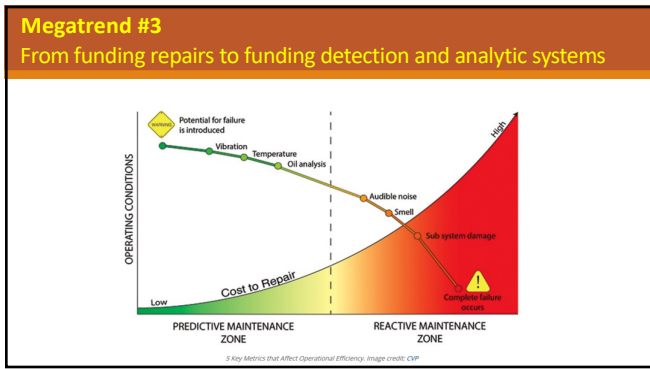 Megatrend #3
From funding repairs to funding detection and analytic systems
WARNING
Potential for failure
is introduced
Vibration
Temperature
Oil analysis
Audible noise
Smell
Sub system damage
Complete failure
occurs
!
High
Low
Cost to Repair
OPERATING CONDITIONS
PREDICTIVE MAINTENANCE
ZONE
REACTIVE MAINTENANCE
ZONE
5 Key Metrics that Affect Operational Efficiency. Image credit: CVP